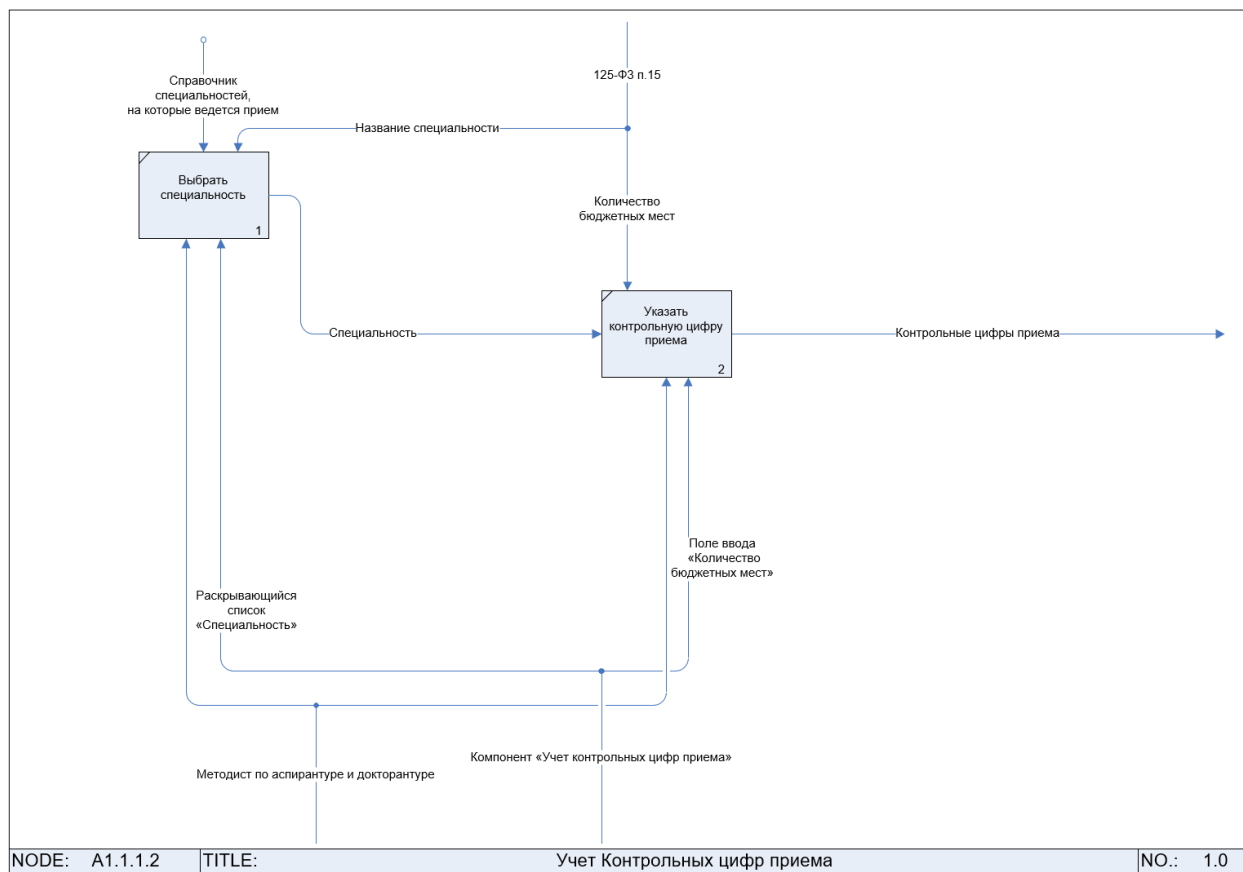 125-ФЗ п.15
Справочник
специальностей,
на которые ведется прием
Название специальности
Выбрать
специальность
1
Количество
бюджетных мест
Указать
контрольную цифру
приема
2
Специальность
Контрольные цифры приема
Поле ввода
«Количество
бюджетных мест»
Раскрывающийся
список
«Специальность»
Компонент «Учет контрольных цифр приема»
Методист по аспирантуре и докторантуре
NODE: A1.1.1.2 TITLE: Учет Контрольных цифр приема NO.: 1.0